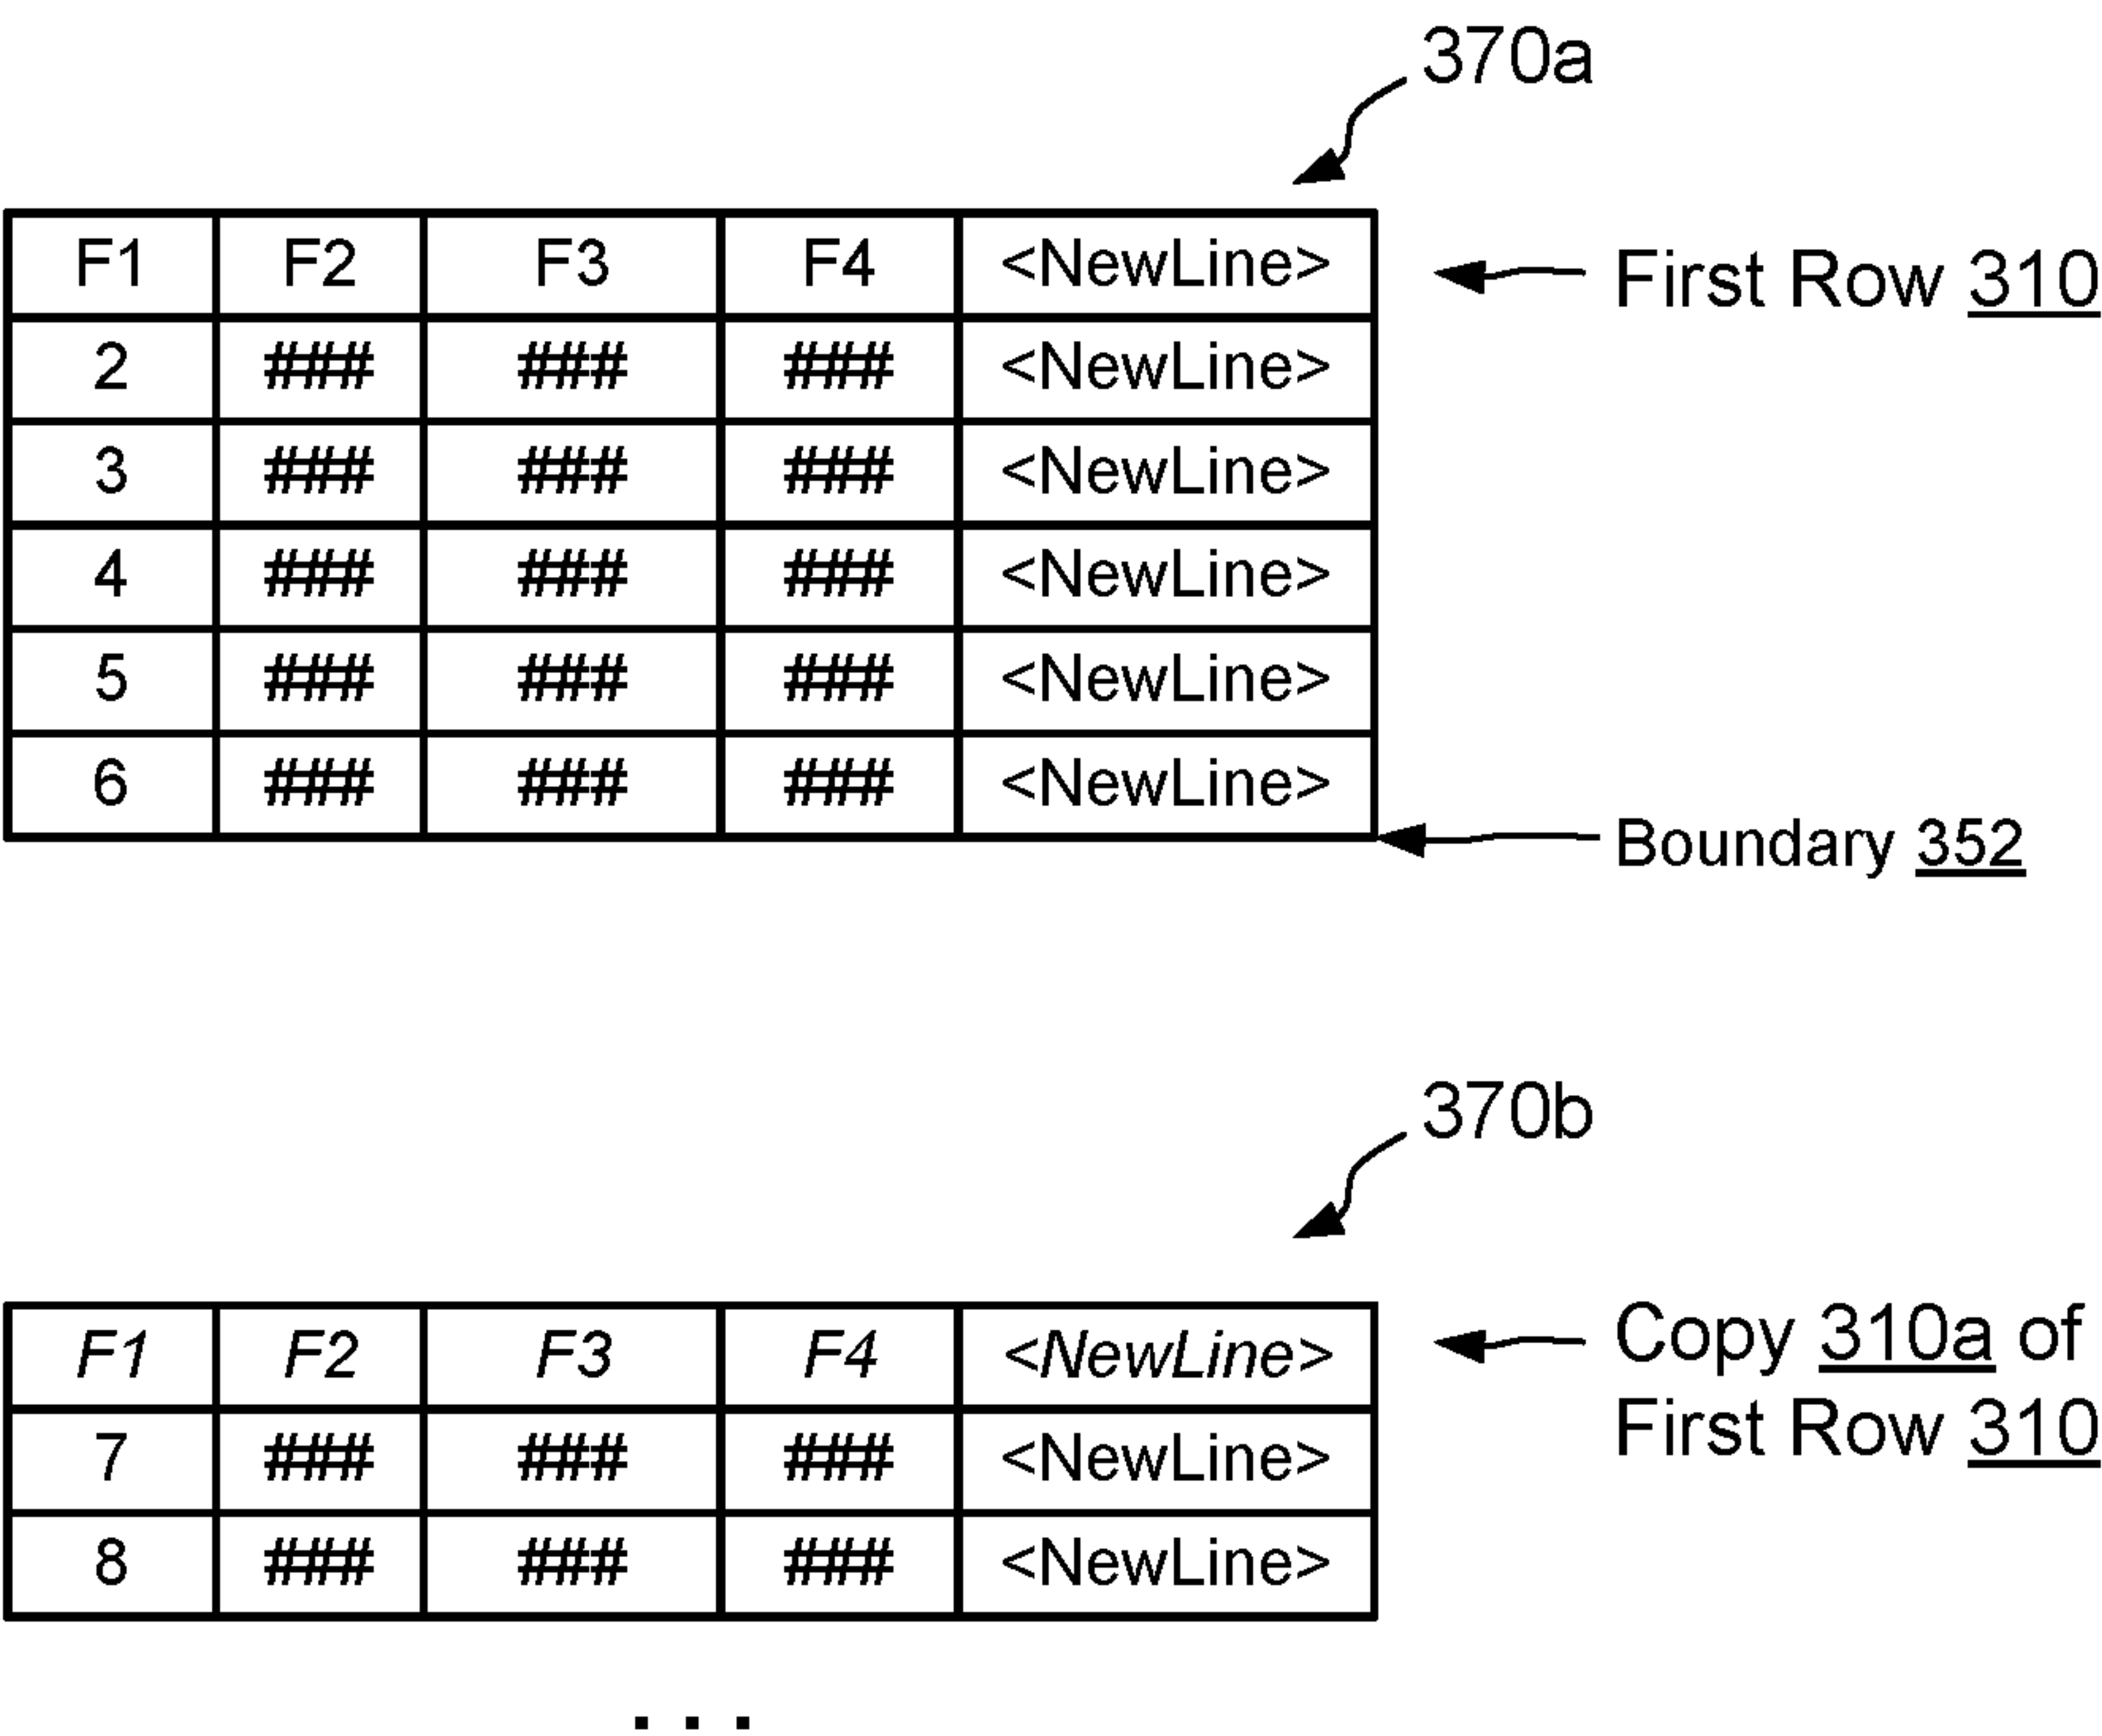 370a
F1 F2 F3 F4 <NewLine> First Row 310
2 ### ### ### <NewLine>
3 ### ### ### <NewLine>
4 ### ### ### <NewLine>
5 ### ### ### <NewLine>
6 ### ### ### <NewLine>
Boundary 352
370b
F1 F2 F3 F4 <NewLine> Copy 310a of
First Row 310
7 ### ### ### <NewLine>
8 ### ### ### <NewLine>
...